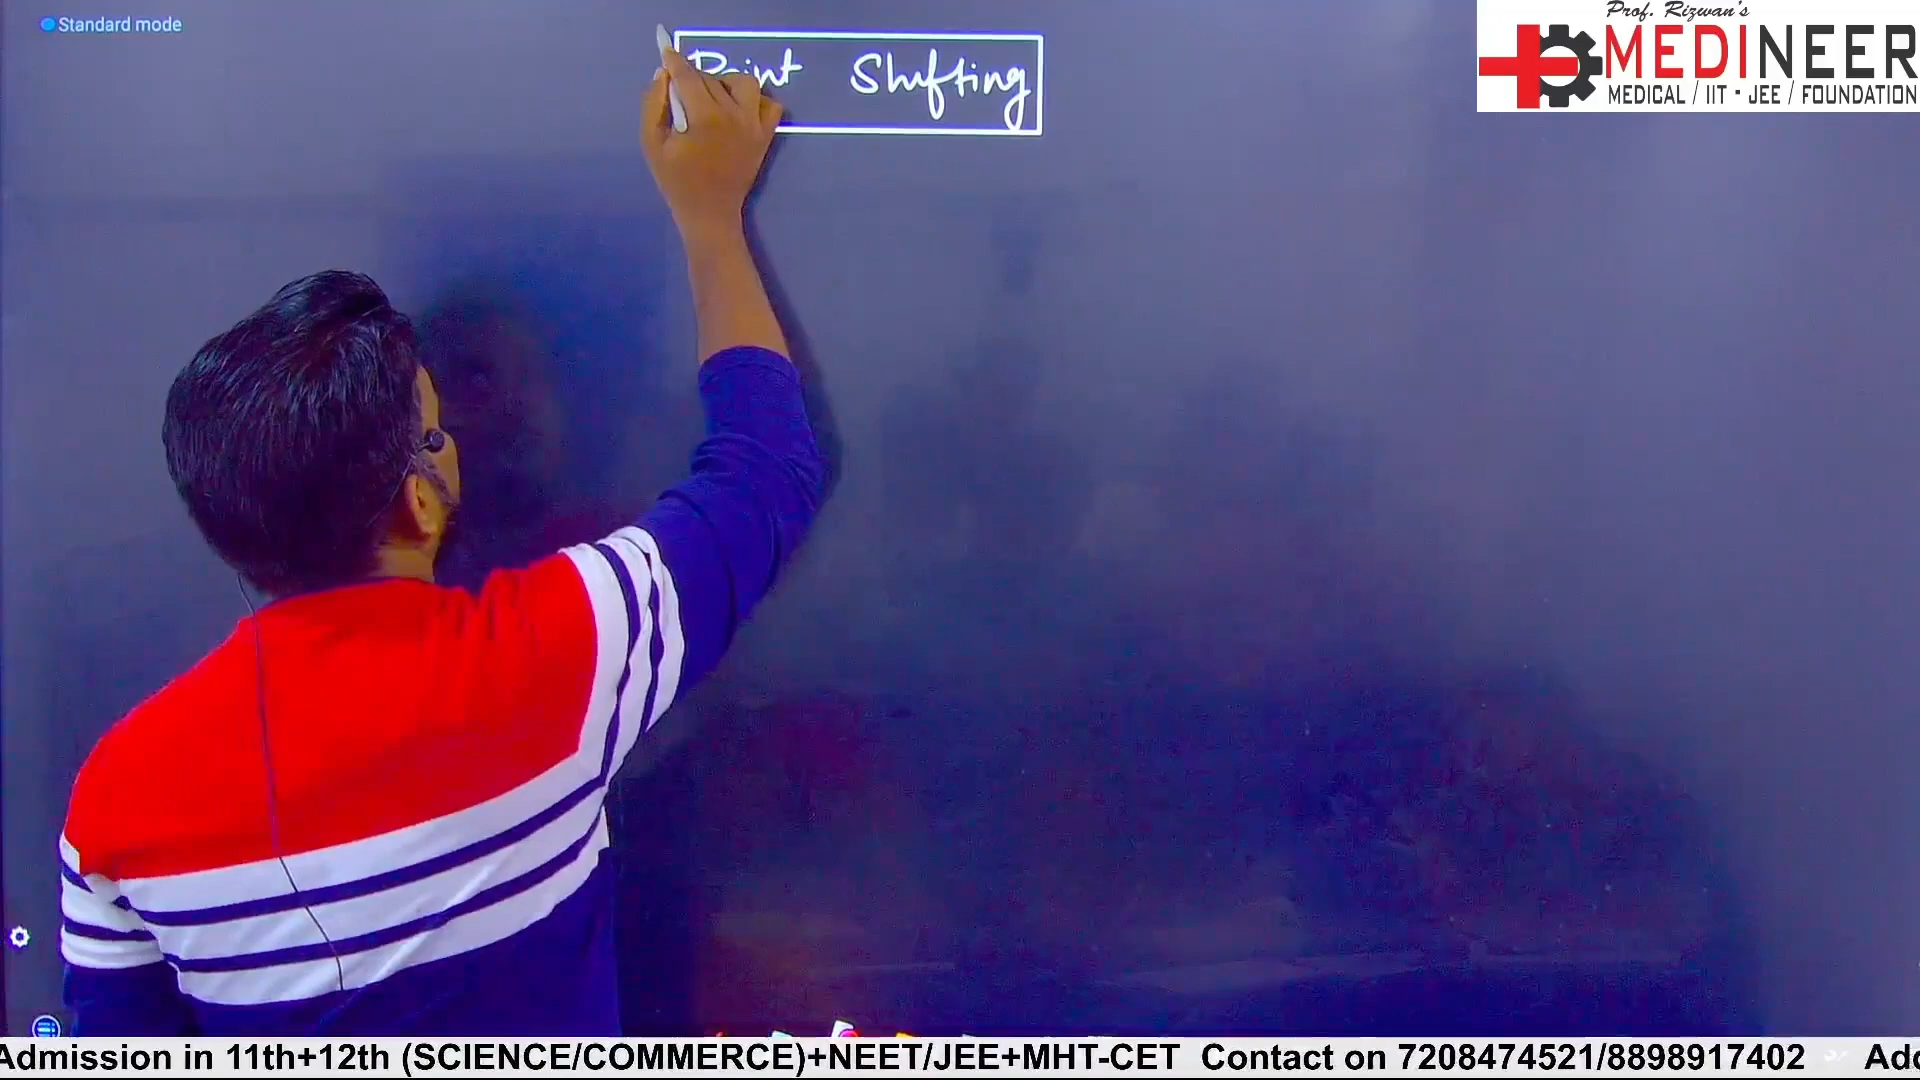 Standard mode
Point Shifting
Prof. Rizwan's
MEDINEER
MEDICAL / IIT - JEE / FOUNDATION
Admission in 11th+12th (SCIENCE/COMMERCE)+NEET/JEE+MHT-CET Contact on 7208474521/8898917402